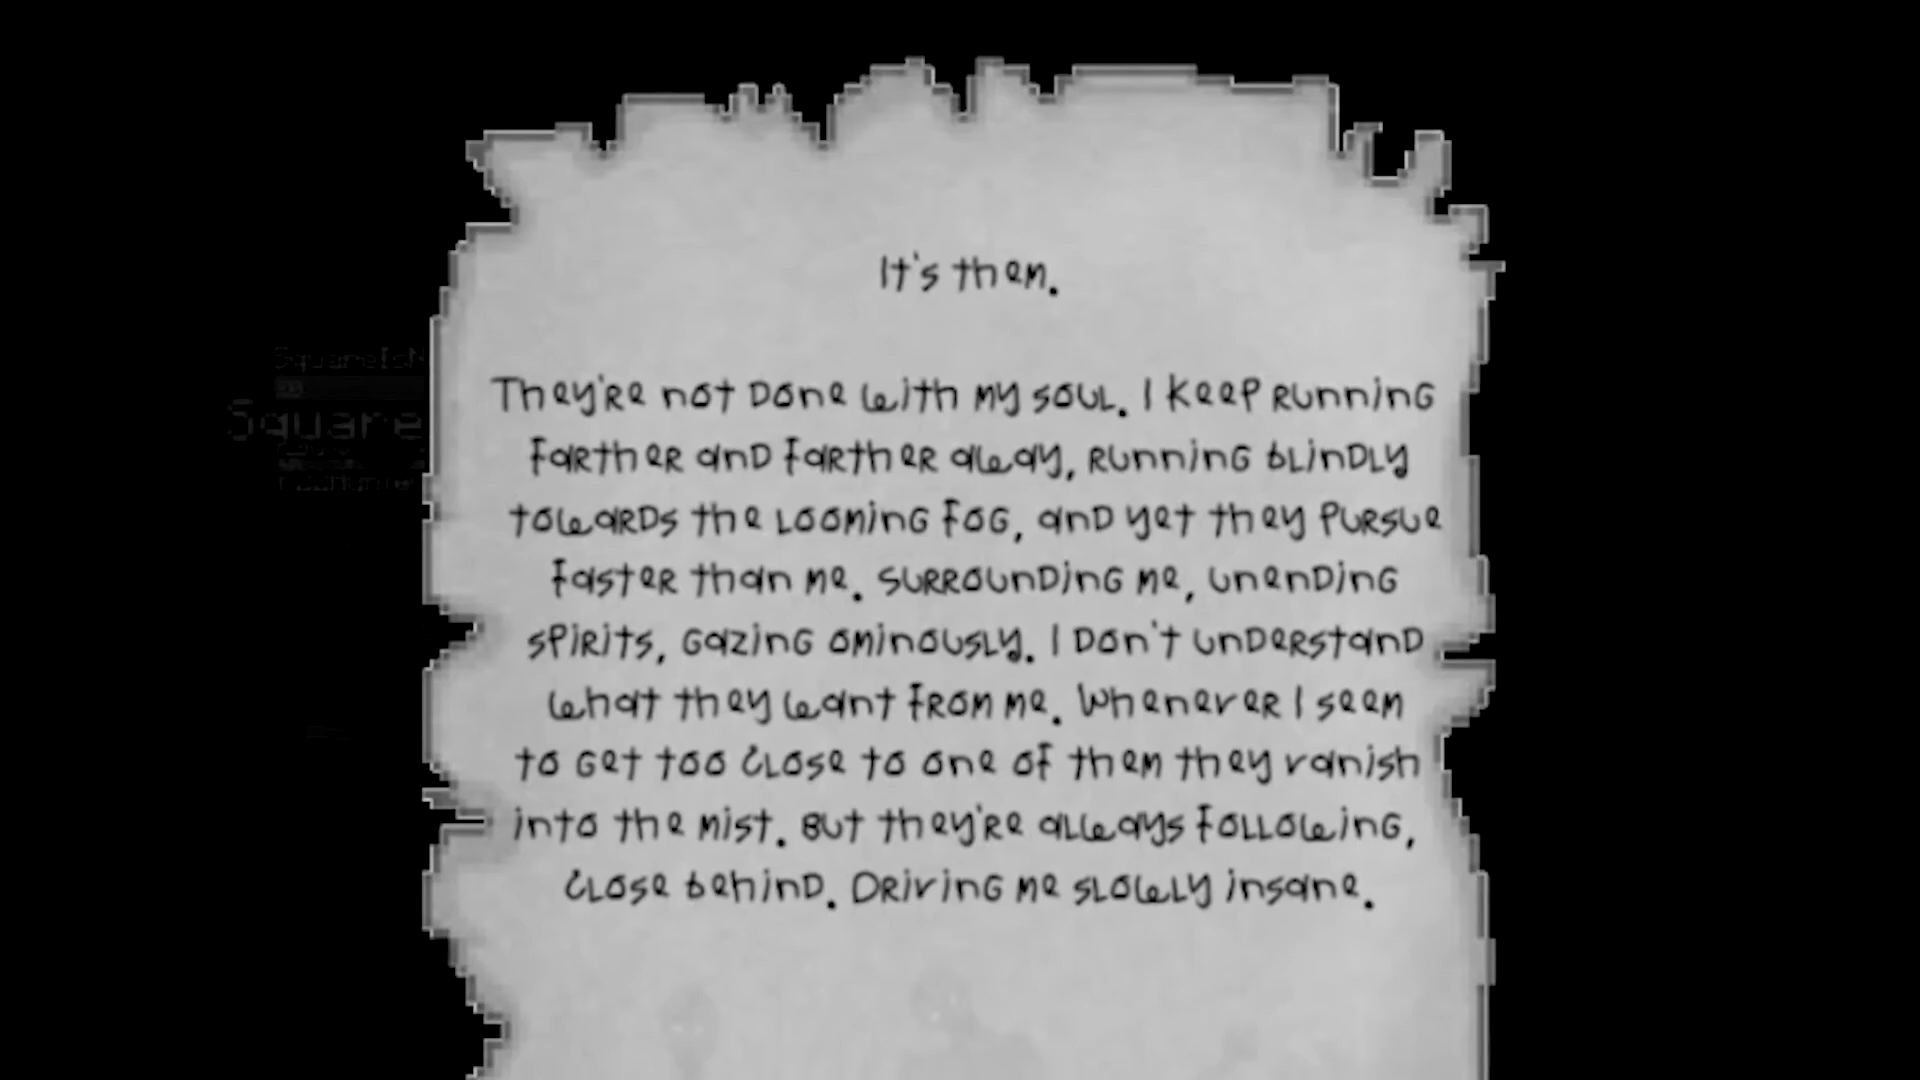 It's them.
They're not done with my soul. I keep running
farther and farther away, running blindly
towards the looming fog, and yet they pursue
faster than me. Surrounding me, unending
spirits, gazing ominously. I don't understand
what they want from me. Whenever I seem
to get too close to one of them they vanish
into the mist. But they're always following,
close behind. Driving me slowly insane.
SquareIsN
Square